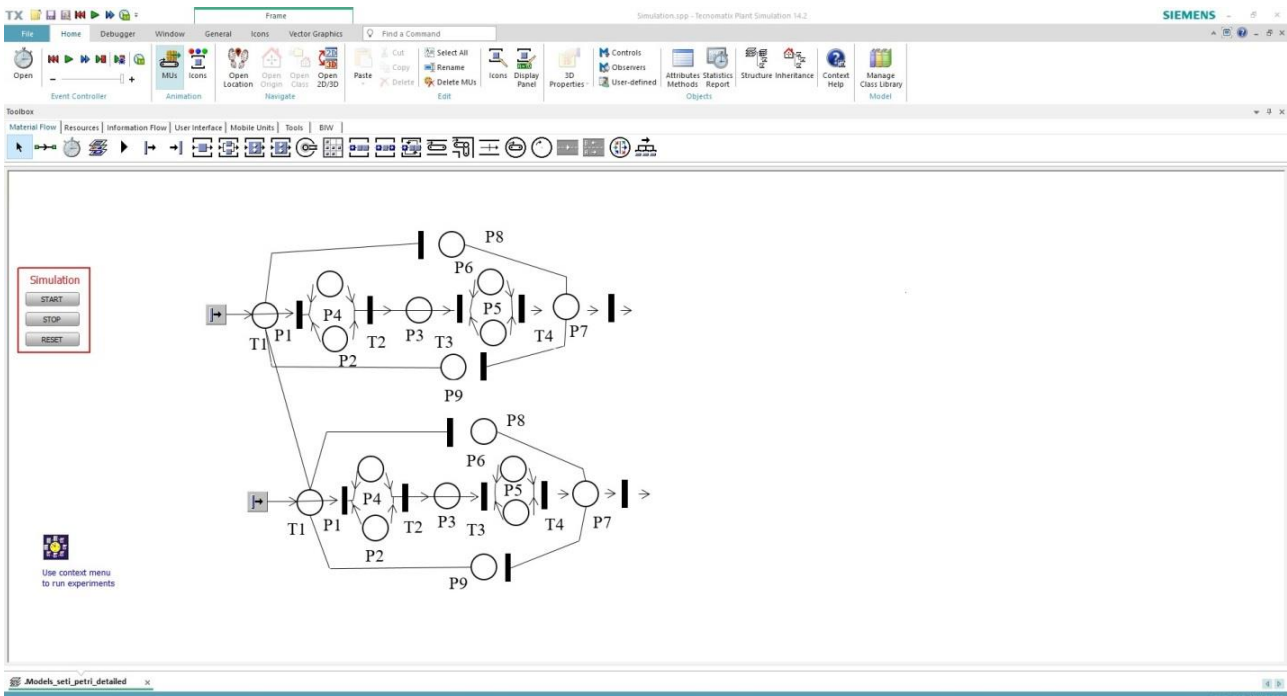 TX
Frame
Simulation.spp - Tecnomatix Plant Simulation 14.2.
SIEMENS
File Home Debugger Window General Icons Vector Graphics Find a Command
Open
Event Controller
MUs Icons
Animation
Open Location
Open Origin
Open Class
Open 2D/3D
Navigate
Paste
Cut
Copy
Delete
Select All
Rename
Delete MUs
Edit
Icons
Display Panel
3D Properties
Controls
Observers
User-defined
Attributes Methods
Statistics Report
Structure
Inheritance
Objects
Context Help
Manage Class Library
Model
Toolbox
Material Flow Resources Information Flow User Interface Mobile Units Tools BIW
Simulation
START
STOP
RESET
P8
P6
P4
P5
T1 P1
P2
T2
P3
T3
T4
P7
P9
P8
P6
P4
P5
T1
P1
P2
T2
P3
T3
T4
P7
P9
Use context menu
to run experiments
.Models_seti_petri_detailed